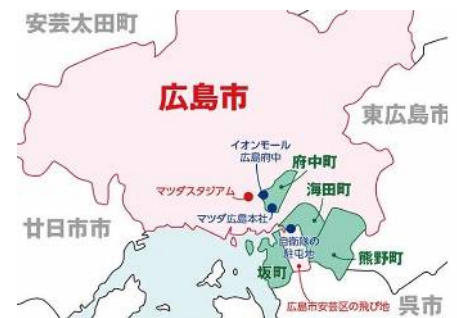 安芸太田町
広島市
東広島市
イオンモール
広島府中
府中町
マツダスタジアム
海田町
マツダ広島本社
廿日市市
自衛隊の
駐屯地
坂町
熊野町
広島市安芸区の飛び地
呉市